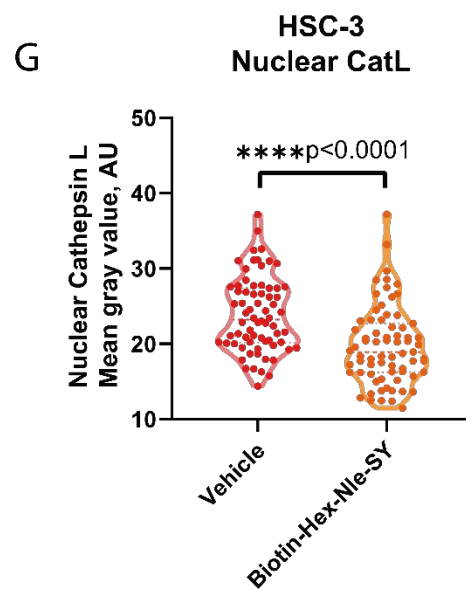 G
HSC-3
Nuclear CatL
Nuclear Cathepsin L
Mean gray value, AU
50
40
30
20
10
****p<0.0001
Vehicle
Biotin-Hex-Nle-SY